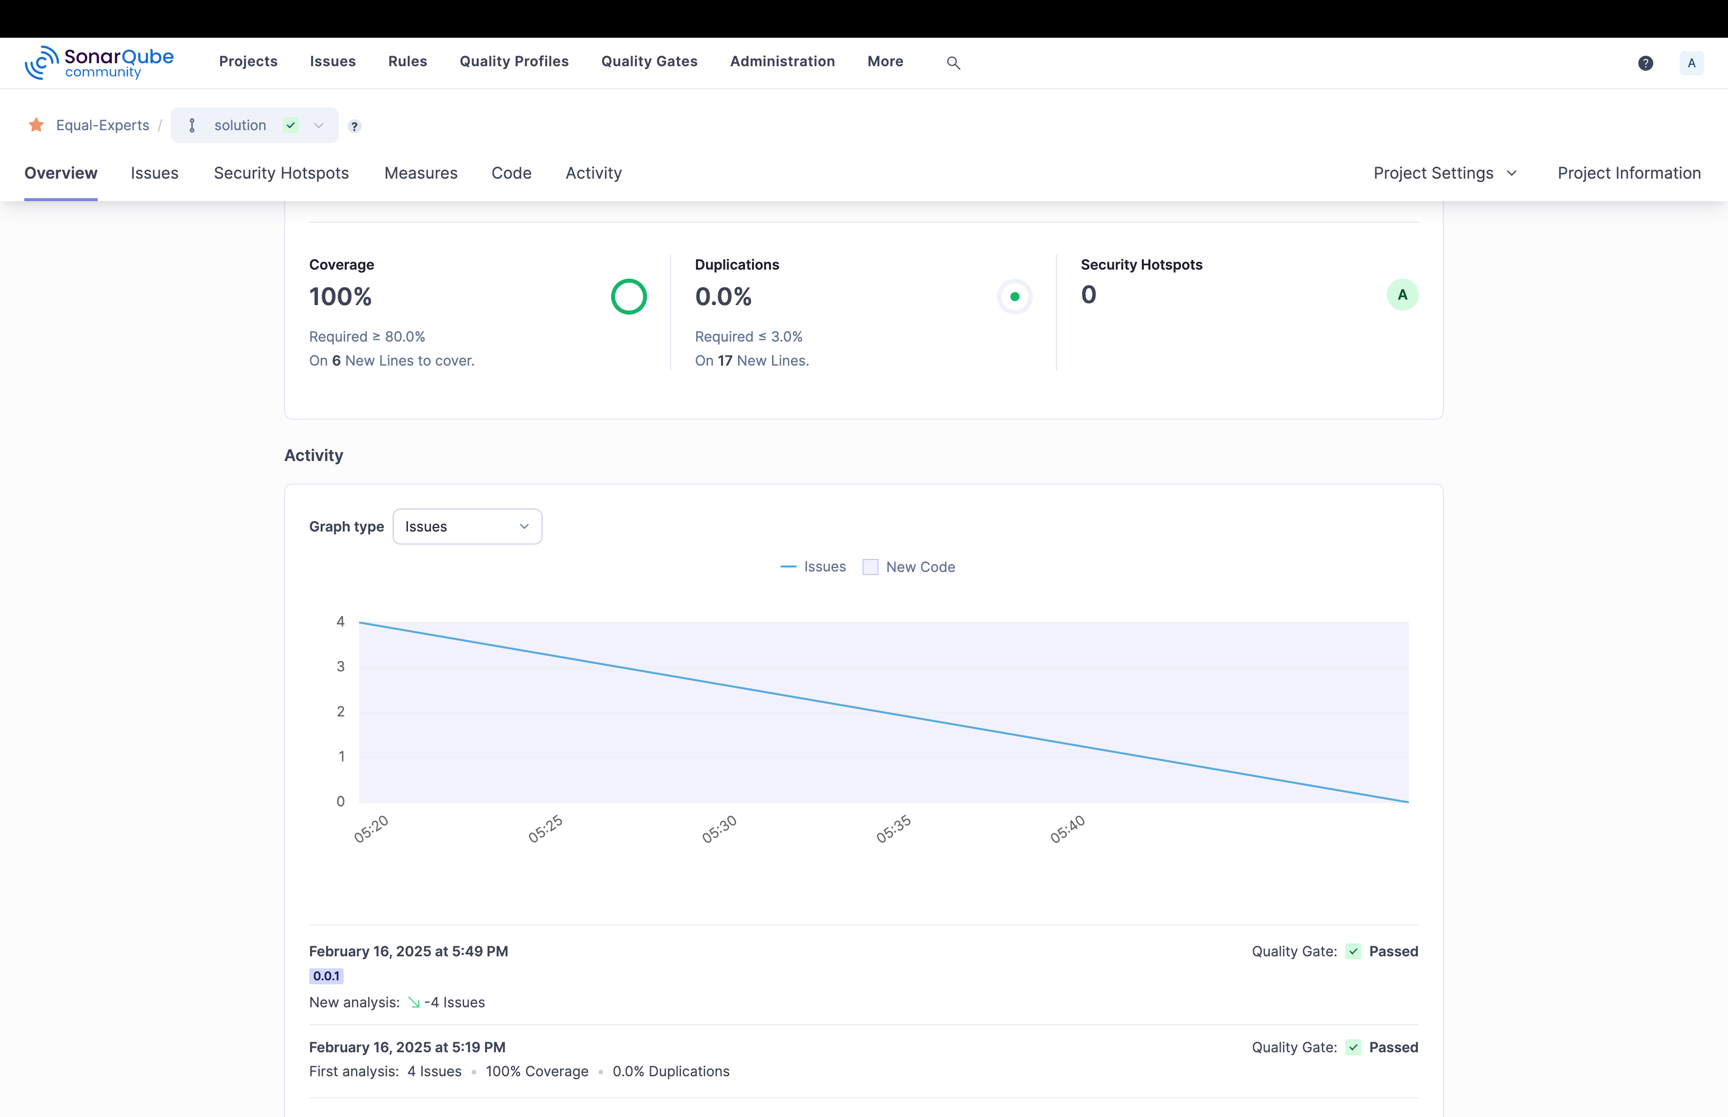 SonarQube community
Projects Issues Rules Quality Profiles Quality Gates Administration More ? A
Equal-Experts / solution ?
Overview Issues Security Hotspots Measures Code Activity Project Settings Project Information
Coverage
100%
Required ≥ 80.0%
On 6 New Lines to cover.
Duplications
0.0%
Required ≤ 3.0%
On 17 New Lines.
Security Hotspots
0 A
Activity
Graph type Issues
Issues New Code
4
3
2
1
0
05:20 05:25 05:30 05:35 05:40
February 16, 2025 at 5:49 PM Quality Gate: Passed
0.0.1
New analysis: -4 Issues
February 16, 2025 at 5:19 PM Quality Gate: Passed
First analysis: 4 Issues • 100% Coverage • 0.0% Duplications